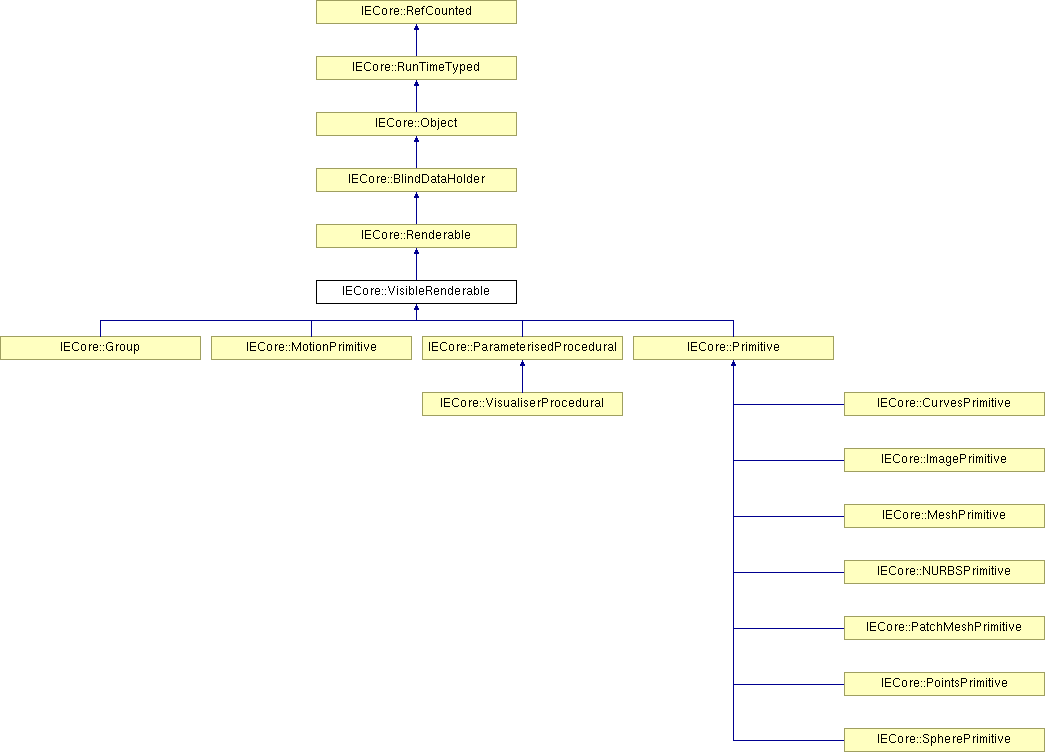 IECore::RefCounted
IECore::RunTimeTyped
IECore::Object
IECore::BlindDataHolder
IECore::Renderable
IECore::VisibleRenderable
IECore::Group
IECore::MotionPrimitive
IECore::ParameterisedProcedural
IECore::Primitive
IECore::VisualiserProcedural
IECore::CurvesPrimitive
IECore::ImagePrimitive
IECore::MeshPrimitive
IECore::NURBSPrimitive
IECore::PatchMeshPrimitive
IECore::PointsPrimitive
IECore::SpherePrimitive